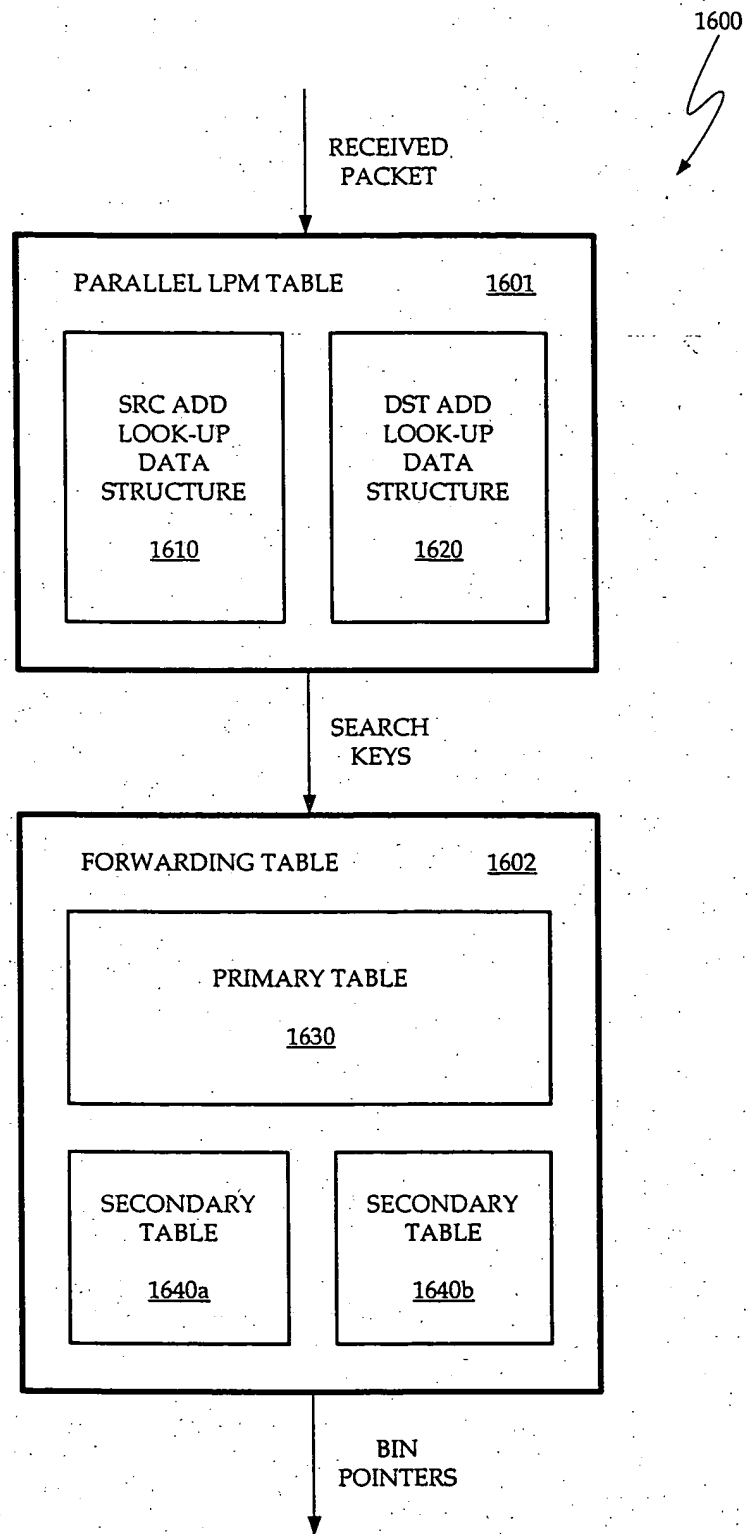 1600
RECEIVED
PACKET
PARALLEL LPM TABLE 1601
SRC ADD
LOOK-UP
DATA
STRUCTURE
1610
DST ADD
LOOK-UP
DATA
STRUCTURE
1620
SEARCH
KEYS
FORWARDING TABLE 1602
PRIMARY TABLE
1630
SECONDARY
TABLE
1640a
SECONDARY
TABLE
1640b
BIN
POINTERS